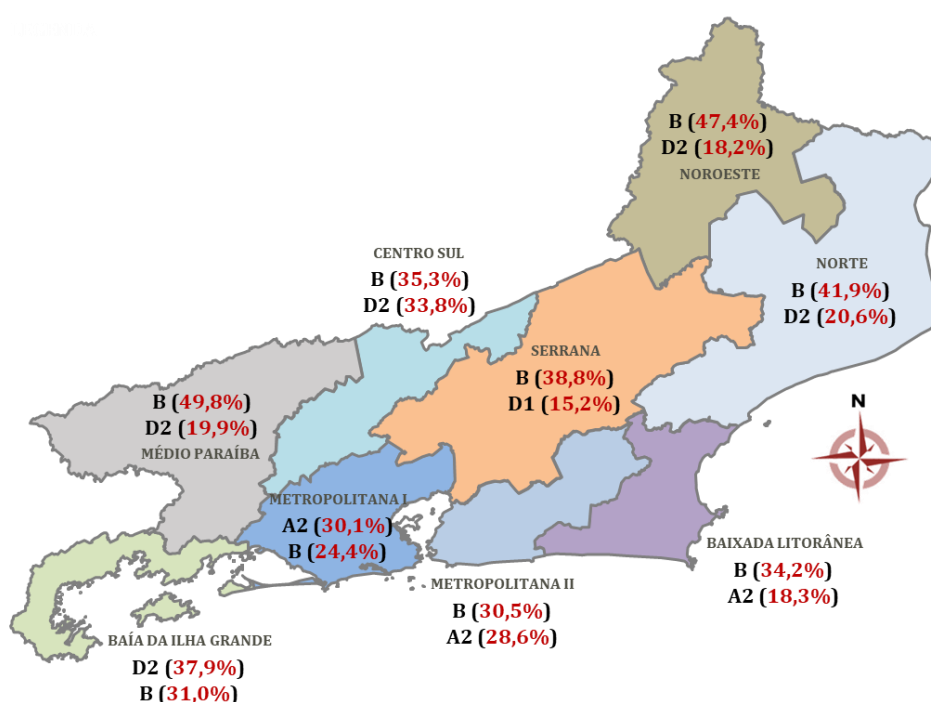 B (47,4%)
D2 (18,2%)
NOROESTE
CENTRO SUL
B (35,3%)
D2 (33,8%)
NORTE
B (41,9%)
D2 (20,6%)
SERRANA
B (38,8%)
D1 (15,2%)
B (49,8%)
D2 (19,9%)
MÉDIO PARAÍBA
N
METROPOLITANA I
A2 (30,1%)
B (24,4%)
BAIXADA LITORÂNEA
B (34,2%)
A2 (18,3%)
METROPOLITANA II
B (30,5%)
A2 (28,6%)
BAÍA DA ILHA GRANDE
D2 (37,9%)
B (31,0%)